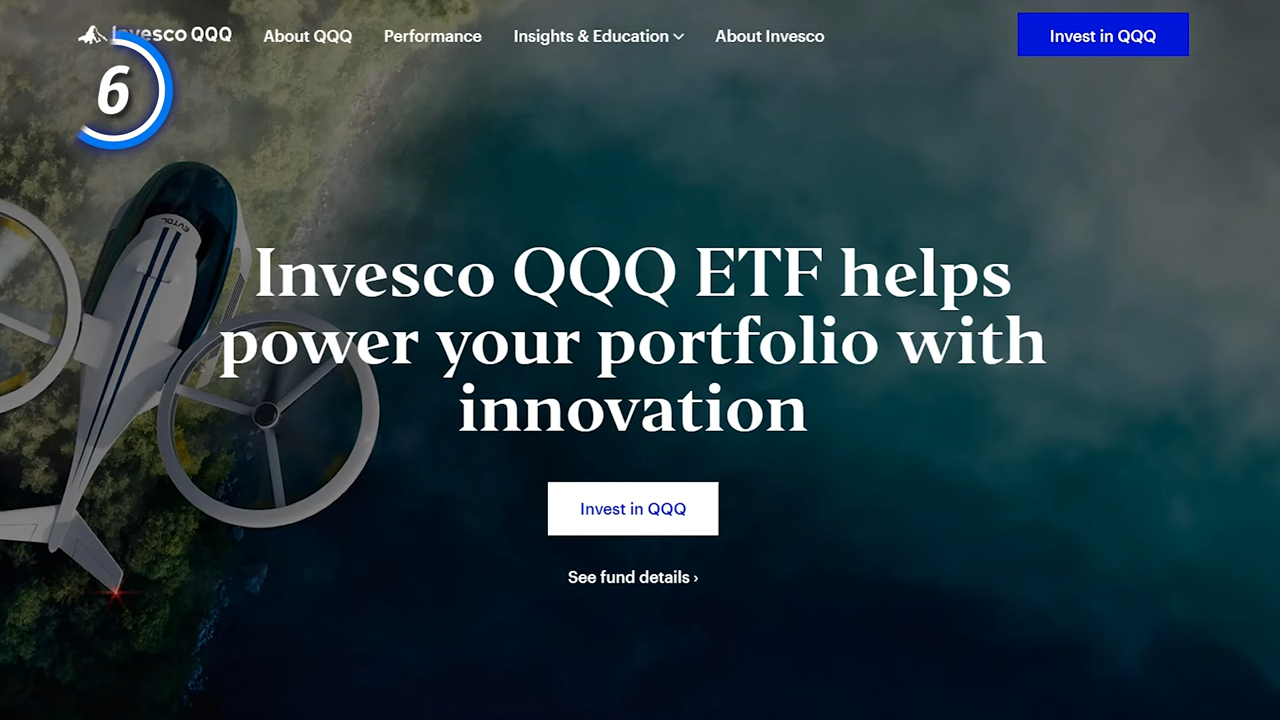 Invesco QQQ
About QQQ
Performance
Insights & Education
About Invesco
Invest in QQQ
6
EVTOL
Invesco QQQ ETF helps
power your portfolio with
innovation
Invest in QQQ
See fund details ›